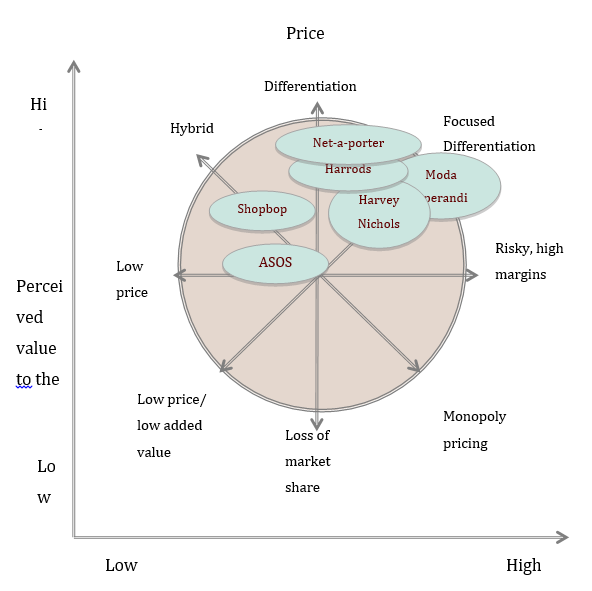 Price
Differentiation
Hi
-
Focused
Differentiation
Hybrid
Net-a-porter
Harrods
Moda
perandi
Harvey
Nichols
Shopbop
ASOS
Risky, high
margins
Low
price
Percei
ved
value
to the
Low price/
low added
value
Monopoly
pricing
Loss of
market
share
Lo
w
Low
High